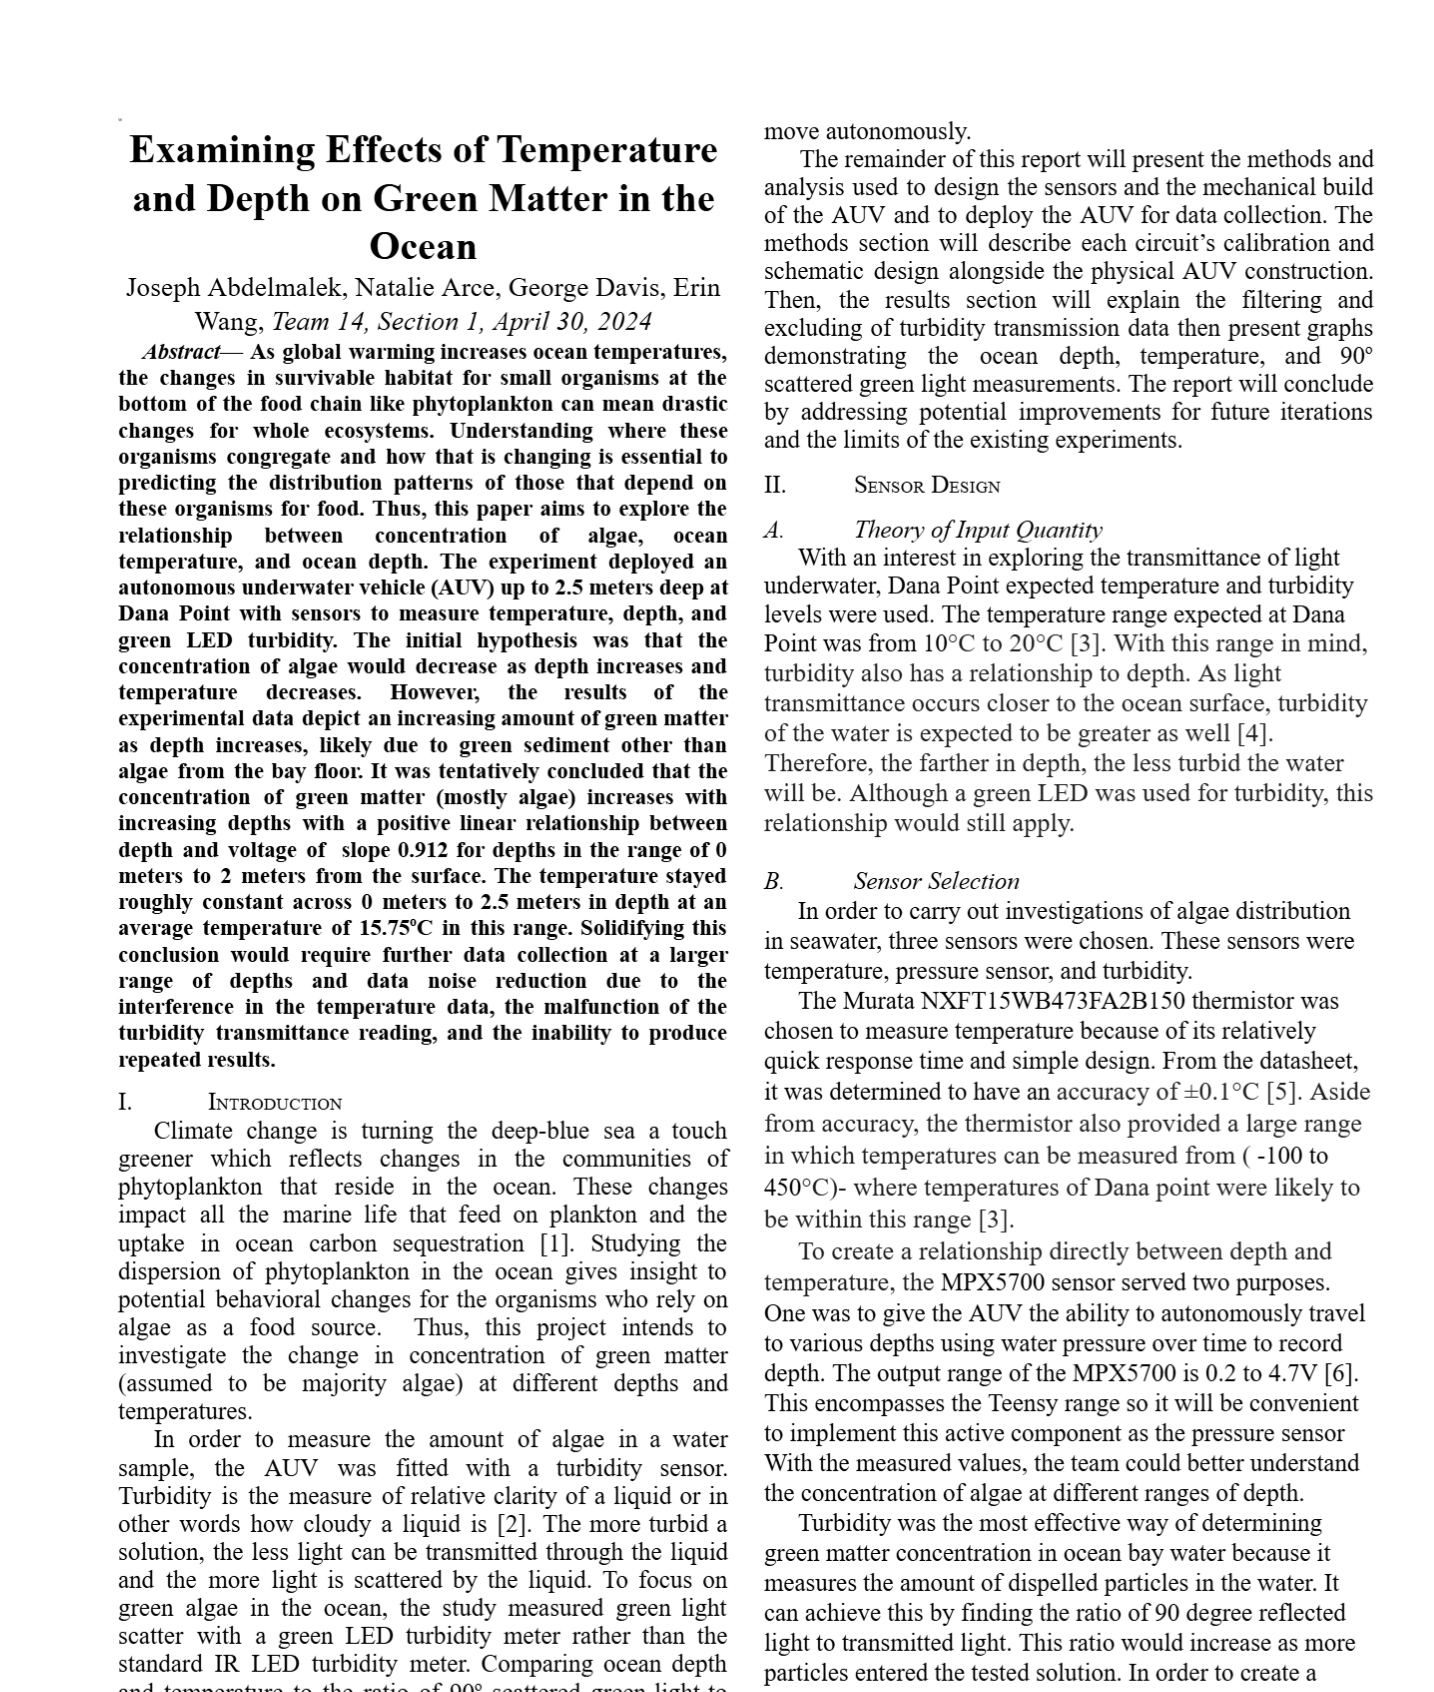 Examining Effects of Temperature
and Depth on Green Matter in the
Ocean
Joseph Abdelmalek, Natalie Arce, George Davis, Erin
Wang, Team 14, Section 1, April 30, 2024
Abstract— As global warming increases ocean temperatures,
the changes in survivable habitat for small organisms at the
bottom of the food chain like phytoplankton can mean drastic
changes for whole ecosystems. Understanding where these
organisms congregate and how that is changing is essential to
predicting the distribution patterns of those that depend on
these organisms for food. Thus, this paper aims to explore the
relationship between concentration of algae, ocean
temperature, and ocean depth. The experiment deployed an
autonomous underwater vehicle (AUV) up to 2.5 meters deep at
Dana Point with sensors to measure temperature, depth, and
green LED turbidity. The initial hypothesis was that the
concentration of algae would decrease as depth increases and
temperature decreases. However, the results of the
experimental data depict an increasing amount of green matter
as depth increases, likely due to green sediment other than
algae from the bay floor. It was tentatively concluded that the
concentration of green matter (mostly algae) increases with
increasing depths with a positive linear relationship between
depth and voltage of slope 0.912 for depths in the range of 0
meters to 2 meters from the surface. The temperature stayed
roughly constant across 0 meters to 2.5 meters in depth at an
average temperature of 15.75ºC in this range. Solidifying this
conclusion would require further data collection at a larger
range of depths and data noise reduction due to the
interference in the temperature data, the malfunction of the
turbidity transmittance reading, and the inability to produce
repeated results.
I. INTRODUCTION
Climate change is turning the deep-blue sea a touch
greener which reflects changes in the communities of
phytoplankton that reside in the ocean. These changes
impact all the marine life that feed on plankton and the
uptake in ocean carbon sequestration [1]. Studying the
dispersion of phytoplankton in the ocean gives insight to
potential behavioral changes for the organisms who rely on
algae as a food source. Thus, this project intends to
investigate the change in concentration of green matter
(assumed to be majority algae) at different depths and
temperatures.
In order to measure the amount of algae in a water
sample, the AUV was fitted with a turbidity sensor.
Turbidity is the measure of relative clarity of a liquid or in
other words how cloudy a liquid is [2]. The more turbid a
solution, the less light can be transmitted through the liquid
and the more light is scattered by the liquid. To focus on
green algae in the ocean, the study measured green light
scatter with a green LED turbidity meter rather than the
standard IR LED turbidity meter. Comparing ocean depth
and temperature to the ratio of 90º scattered green light to
move autonomously.
The remainder of this report will present the methods and
analysis used to design the sensors and the mechanical build
of the AUV and to deploy the AUV for data collection. The
methods section will describe each circuit’s calibration and
schematic design alongside the physical AUV construction.
Then, the results section will explain the filtering and
excluding of turbidity transmission data then present graphs
demonstrating the ocean depth, temperature, and 90º
scattered green light measurements. The report will conclude
by addressing potential improvements for future iterations
and the limits of the existing experiments.
II. SENSOR DESIGN
A. Theory of Input Quantity
With an interest in exploring the transmittance of light
underwater, Dana Point expected temperature and turbidity
levels were used. The temperature range expected at Dana
Point was from 10°C to 20°C [3]. With this range in mind,
turbidity also has a relationship to depth. As light
transmittance occurs closer to the ocean surface, turbidity
of the water is expected to be greater as well [4].
Therefore, the farther in depth, the less turbid the water
will be. Although a green LED was used for turbidity, this
relationship would still apply.
B. Sensor Selection
In order to carry out investigations of algae distribution
in seawater, three sensors were chosen. These sensors were
temperature, pressure sensor, and turbidity.
The Murata NXFT15WB473FA2B150 thermistor was
chosen to measure temperature because of its relatively
quick response time and simple design. From the datasheet,
it was determined to have an accuracy of ±0.1°C [5]. Aside
from accuracy, the thermistor also provided a large range
in which temperatures can be measured from ( -100 to
450°C)- where temperatures of Dana point were likely to
be within this range [3].
To create a relationship directly between depth and
temperature, the MPX5700 sensor served two purposes.
One was to give the AUV the ability to autonomously travel
to various depths using water pressure over time to record
depth. The output range of the MPX5700 is 0.2 to 4.7V [6].
This encompasses the Teensy range so it will be convenient
to implement this active component as the pressure sensor
With the measured values, the team could better understand
the concentration of algae at different ranges of depth.
Turbidity was the most effective way of determining
green matter concentration in ocean bay water because it
measures the amount of dispelled particles in the water. It
can achieve this by finding the ratio of 90 degree reflected
light to transmitted light. This ratio would increase as more
particles entered the tested solution. In order to create a